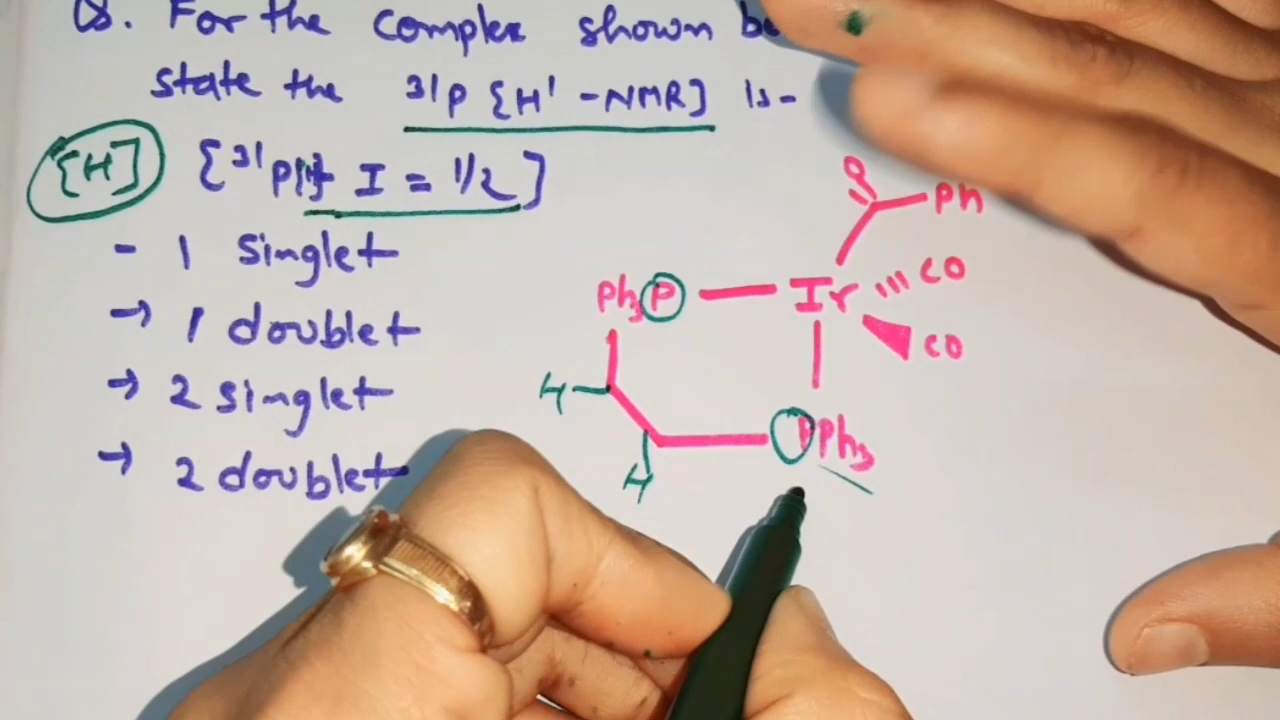 Q. For the complex shown be
state the 31P {H' -NMR] is-
[H] {31P I = 1/2 ]
- 1 Singlet
→ 1 doublet
→ 2 singlet
→ 2 doublet
O
Ph
Ph3P Ir CO
CO
H
PPh3
H